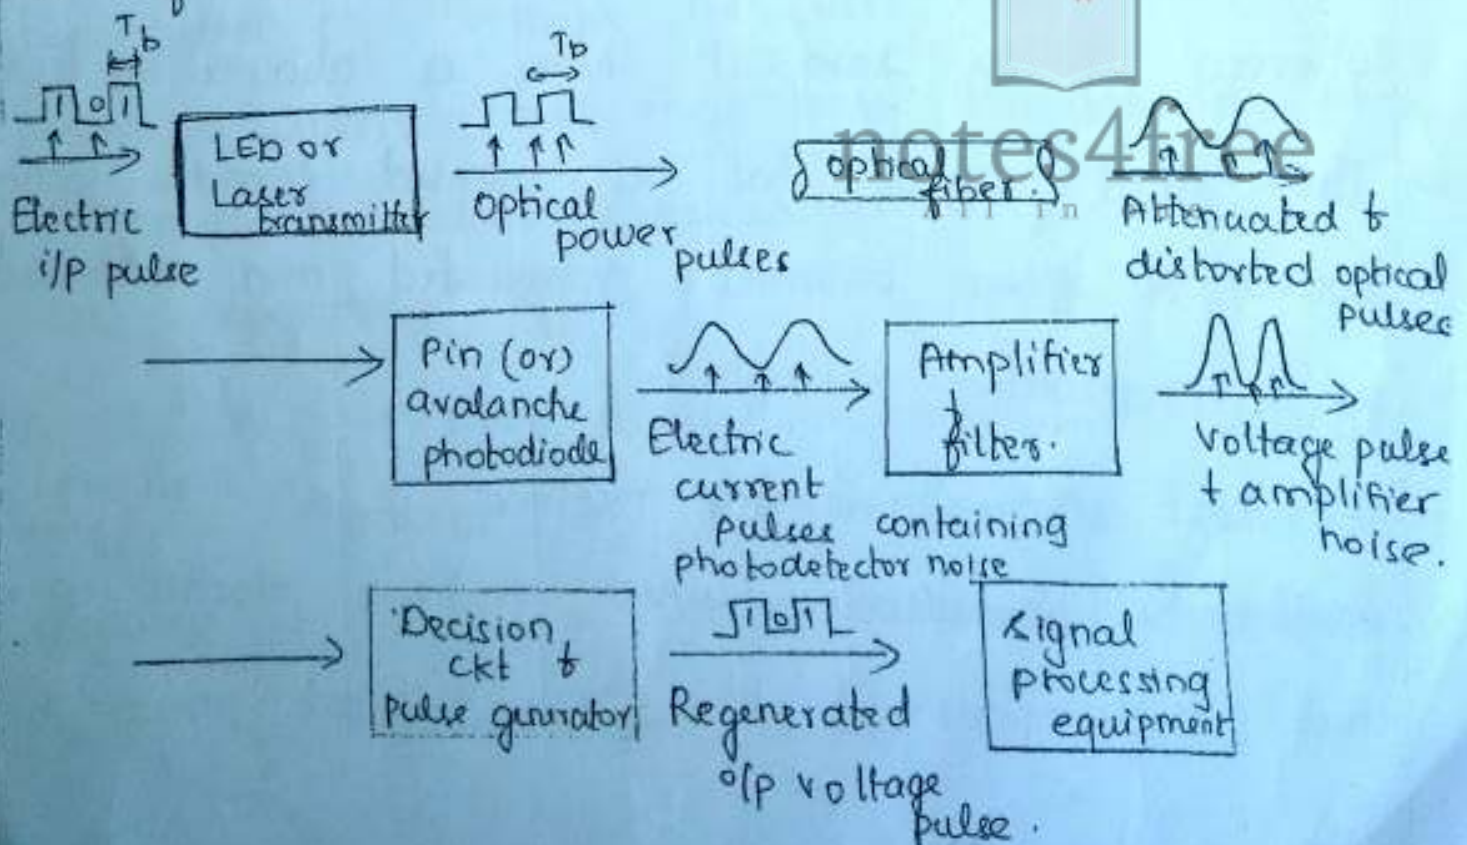 Tb
1 0 1
Electric
i/p pulse
LED or
Laser
transmitter
Tb
Optical
power
pulses
optical
fiber.
Attenuated &
distorted optical
pulses
notes4free
All in
Pin (or)
avalanche
photodiode
Electric
current
pulses containing
photodetector noise
Amplifier
&
filter.
Voltage pulse
+ amplifier
noise.
Decision
ckt &
pulse generator
1 0 1
Regenerated
o/p voltage
pulse.
Signal
processing
equipment